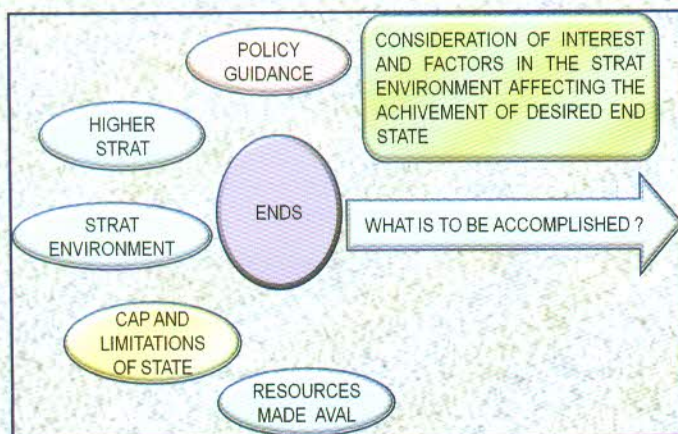 POLICY
GUIDANCE
CONSIDERATION OF INTEREST
AND FACTORS IN THE STRAT
ENVIRONMENT AFFECTING THE
ACHIVEMENT OF DESIRED END
STATE
HIGHER
STRAT
ENDS
STRAT
ENVIRONMENT
WHAT IS TO BE ACCOMPLISHED ?
CAP AND
LIMITATIONS
OF STATE
RESOURCES
MADE AVAL